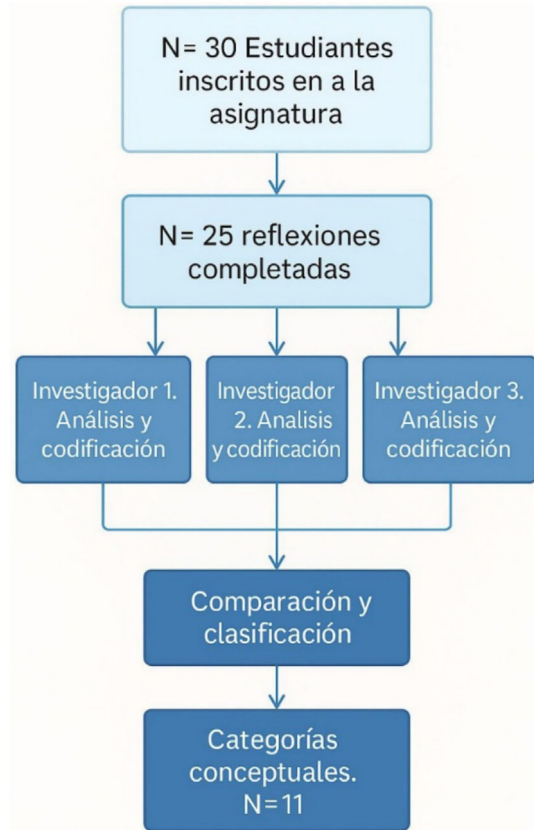 N= 30 Estudiantes
inscritos en a la
asignatura
N= 25 reflexiones
completadas
Investigador 1.
Análisis y
codificación
Investigador
2. Analisis
y codificación
Investigador 3.
Análisis y
codificación
Comparación y
clasificación
Categorías
conceptuales.
N=11